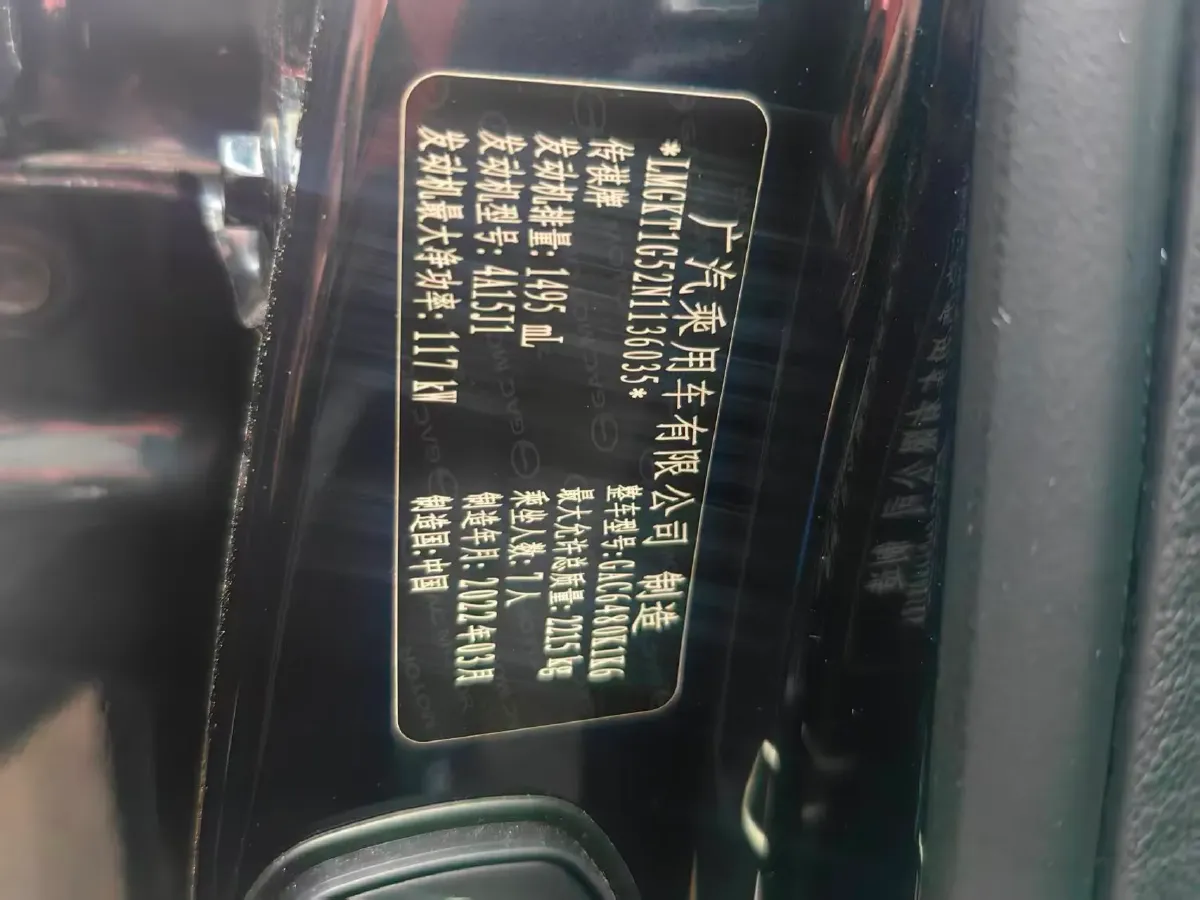 广汽乘用车有限公司 制造
*LMGKT1G52N1136035*
传祺牌 整车型号:GAC6480K1K6
发动机排量: 1495 mL 最大允许总质量: 2215 kg
发动机型号: 4A15J1 乘坐人数: 7人
发动机最大净功率: 117 kW 制造年月: 2022年03月
制造国:中国